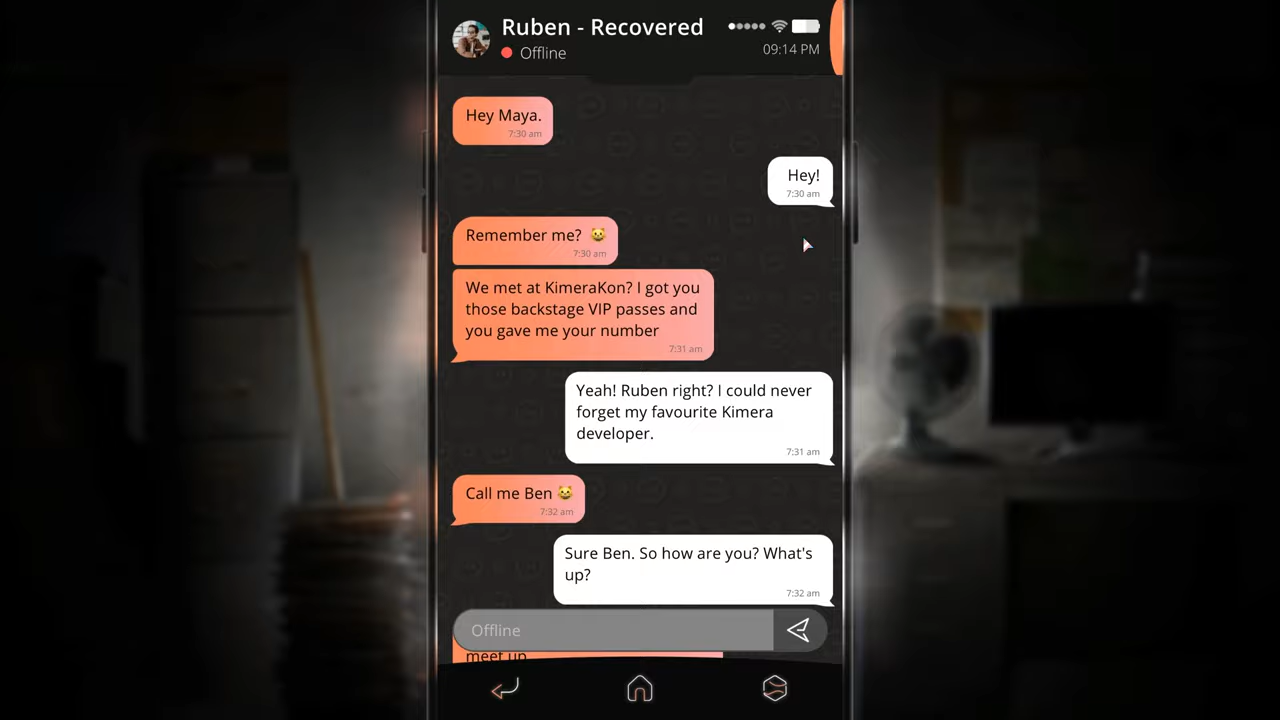 Ruben - Recovered
Offline
09:14 PM
Hey Maya.
7:30 am
Hey!
7:30 am
Remember me? 😺
7:30 am
We met at KimeraKon? I got you
those backstage VIP passes and
you gave me your number
7:31 am
Yeah! Ruben right? I could never
forget my favourite Kimera
developer.
7:31 am
Call me Ben 😺
7:32 am
Sure Ben. So how are you? What's
up?
7:32 am
Offline
meet up